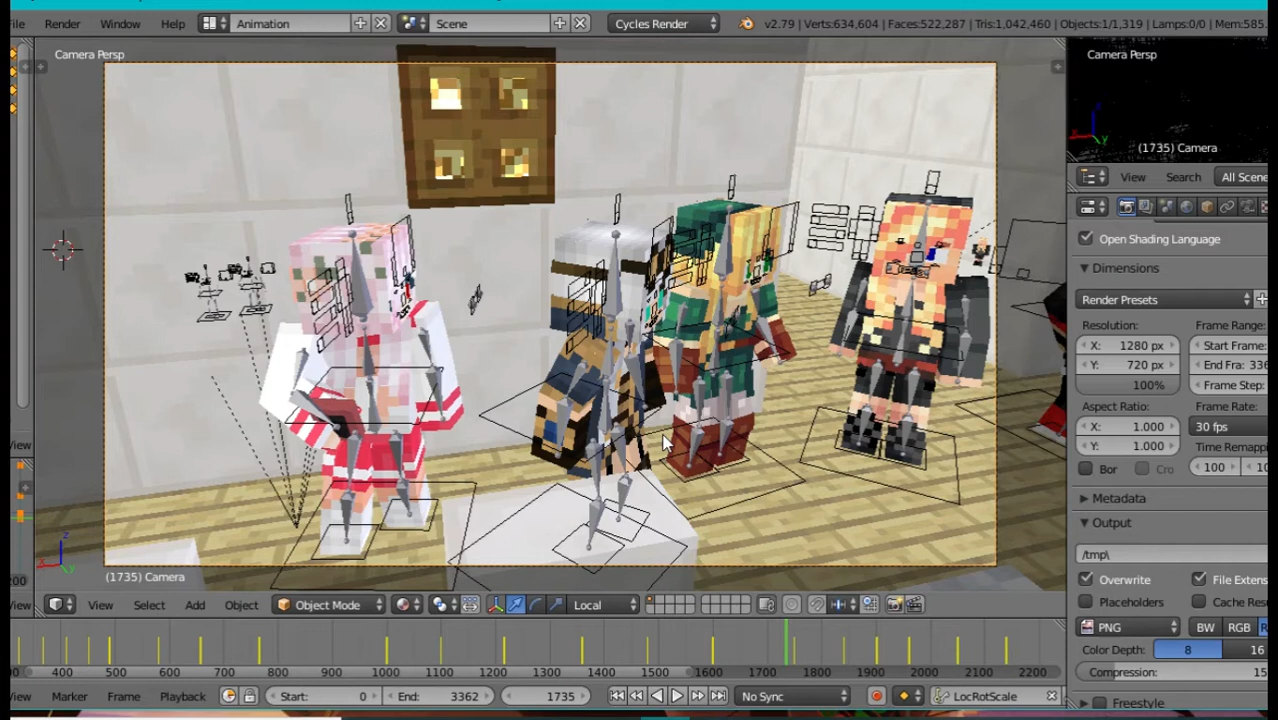 File Render Window Help Animation Scene Cycles Render v2.79 | Verts:634,604 | Faces:522,287 | Tris:1,042,460 | Objects:1/1,319 | Lamps:0/0 | Mem:585.
Camera Persp
Camera Persp
(1735) Camera
View Search All Scene
Open Shading Language
Dimensions
Render Presets
Resolution: Frame Range:
X: 1280 px Start Frame:
Y: 720 px End Fra: 336
100% Frame Step:
Aspect Ratio: Frame Rate:
X: 1.000 30 fps
Y: 1.000 Time Remapp
Bor Cro 100 10
Metadata
Output
/tmp\
Overwrite File Extens
Placeholders Cache Res
PNG BW RGB R
Color Depth: 8 16
Compression: 15
Freestyle
View
200
(1735) Camera
View View Select Add Object Object Mode Local
400 500 600 700 800 900 1000 1100 1200 1300 1400 1500 1600 1700 1800 1900 2000 2100 2200
View Marker Frame Playback Start: 0 End: 3362 1735 No Sync LocRotScale